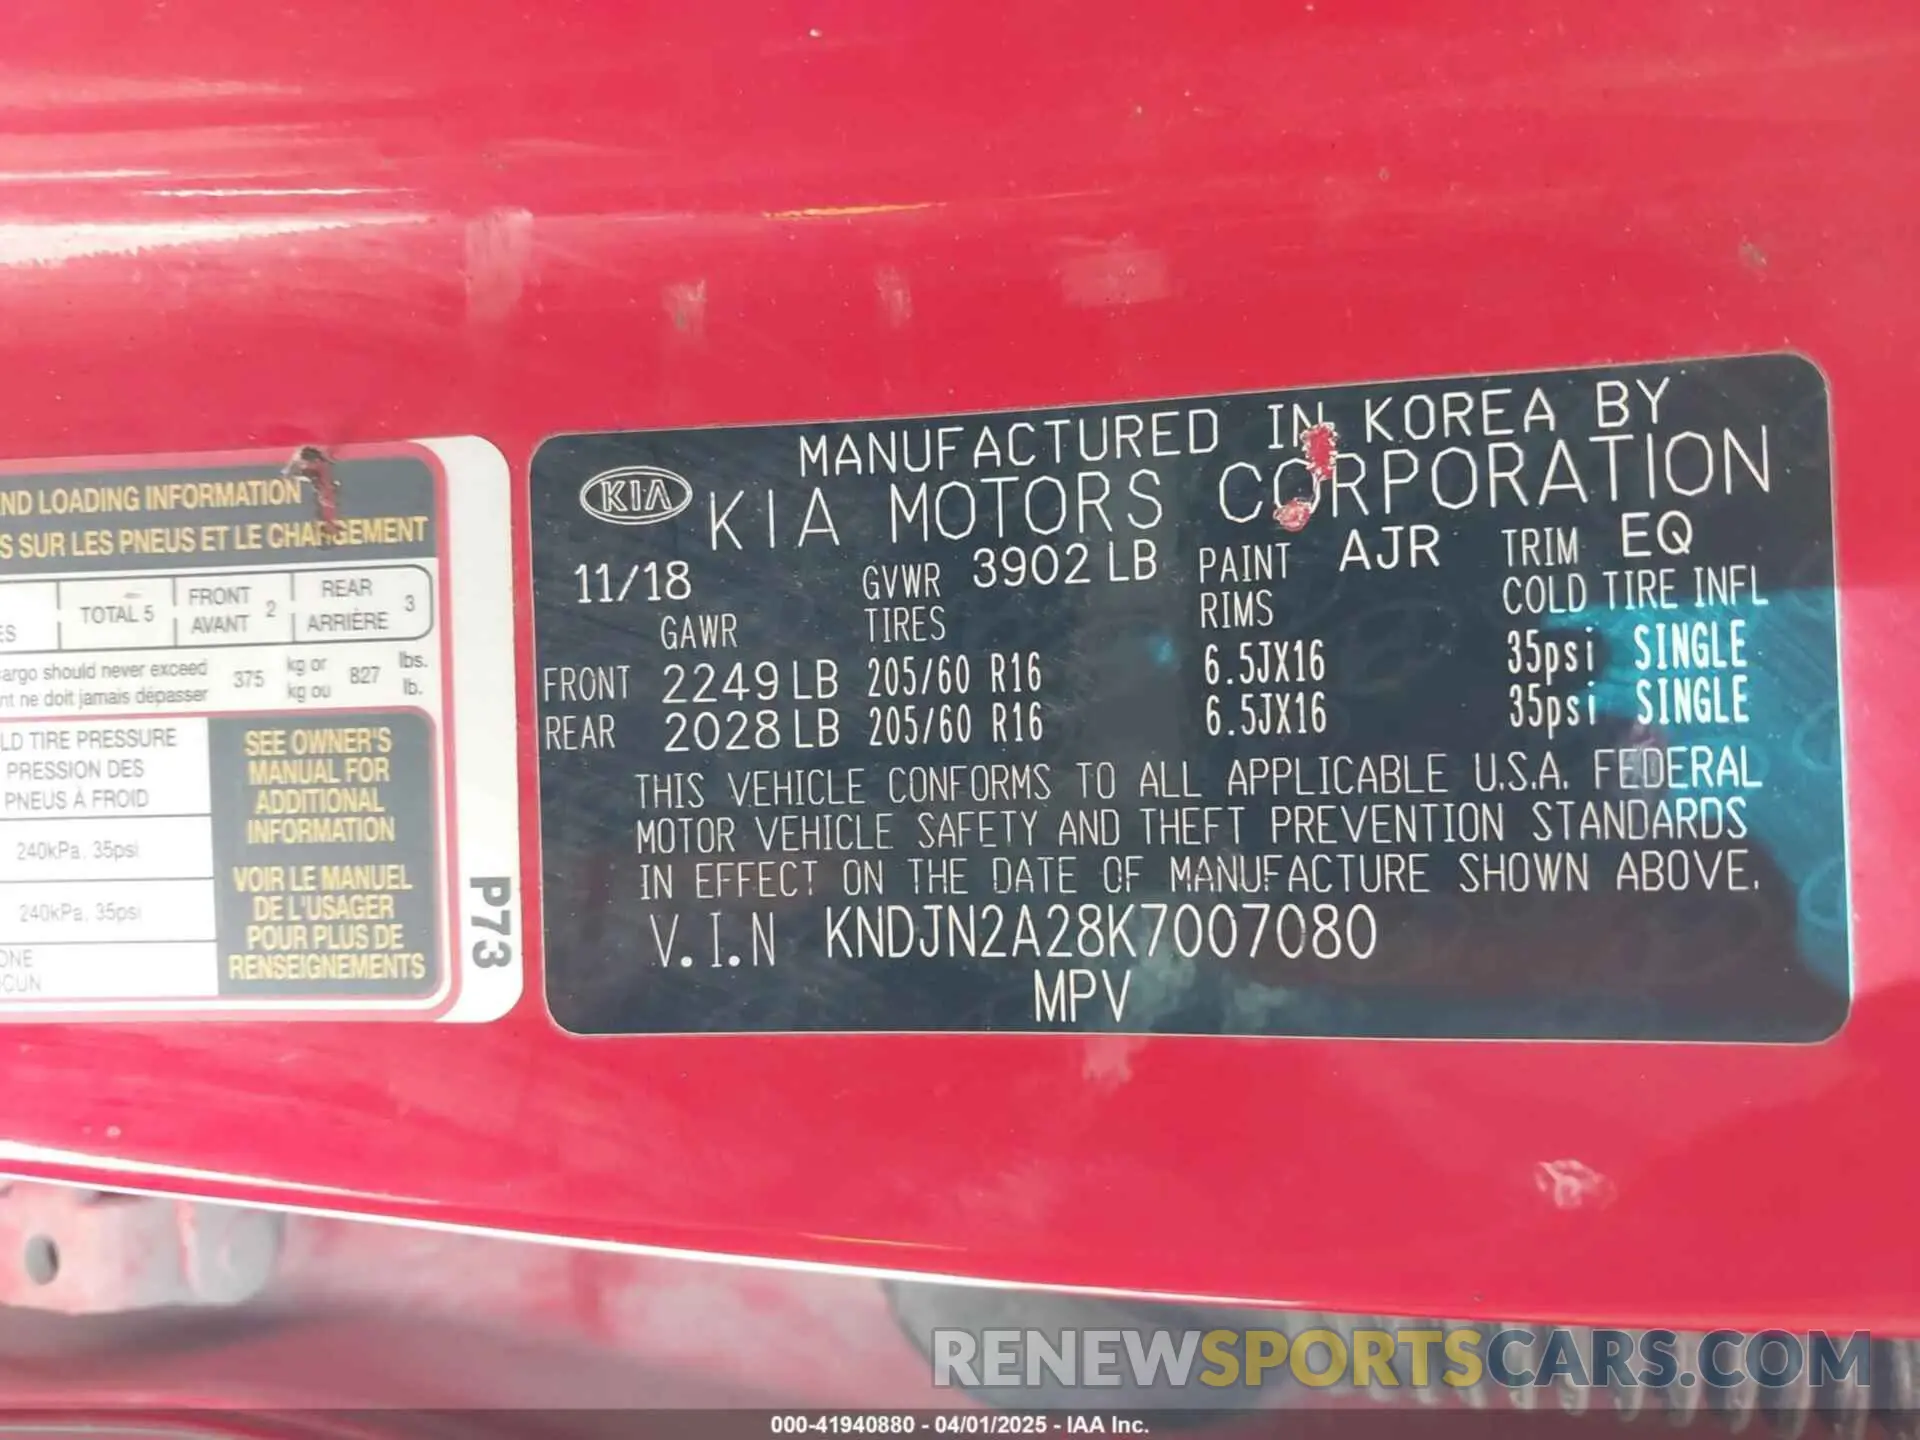 ND LOADING INFORMATION
S SUR LES PNEUS ET LE CHARGEMENT
ES
TOTAL 5
FRONT
AVANT
2
REAR
ARRIÈRE
3
argo should never exceed
nt ne doit jamais dépasser
375
kg or
kg ou
827
lbs.
lb.
LD TIRE PRESSURE
PRESSION DES
PNEUS À FROID
240kPa, 35psi
240kPa, 35psi
ONE
CUN
SEE OWNER'S
MANUAL FOR
ADDITIONAL
INFORMATION
VOIR LE MANUEL
DE L'USAGER
POUR PLUS DE
RENSEIGNEMENTS
P73
MANUFACTURED IN KOREA BY
KIA KIA MOTORS CORPORATION
11/18 GVWR 3902 LB PAINT AJR TRIM EQ
GAWR TIRES RIMS COLD TIRE INFL
FRONT 2249 LB 205/60 R16 6.5JX16 35psi SINGLE
REAR 2028 LB 205/60 R16 6.5JX16 35psi SINGLE
THIS VEHICLE CONFORMS TO ALL APPLICABLE U.S.A. FEDERAL
MOTOR VEHICLE SAFETY AND THEFT PREVENTION STANDARDS
IN EFFECT ON THE DATE OF MANUFACTURE SHOWN ABOVE.
V.I.N KNDJN2A28K7007080
MPV
RENEWSPORTSCARS.COM
000-41940880 - 04/01/2025 - IAA Inc.